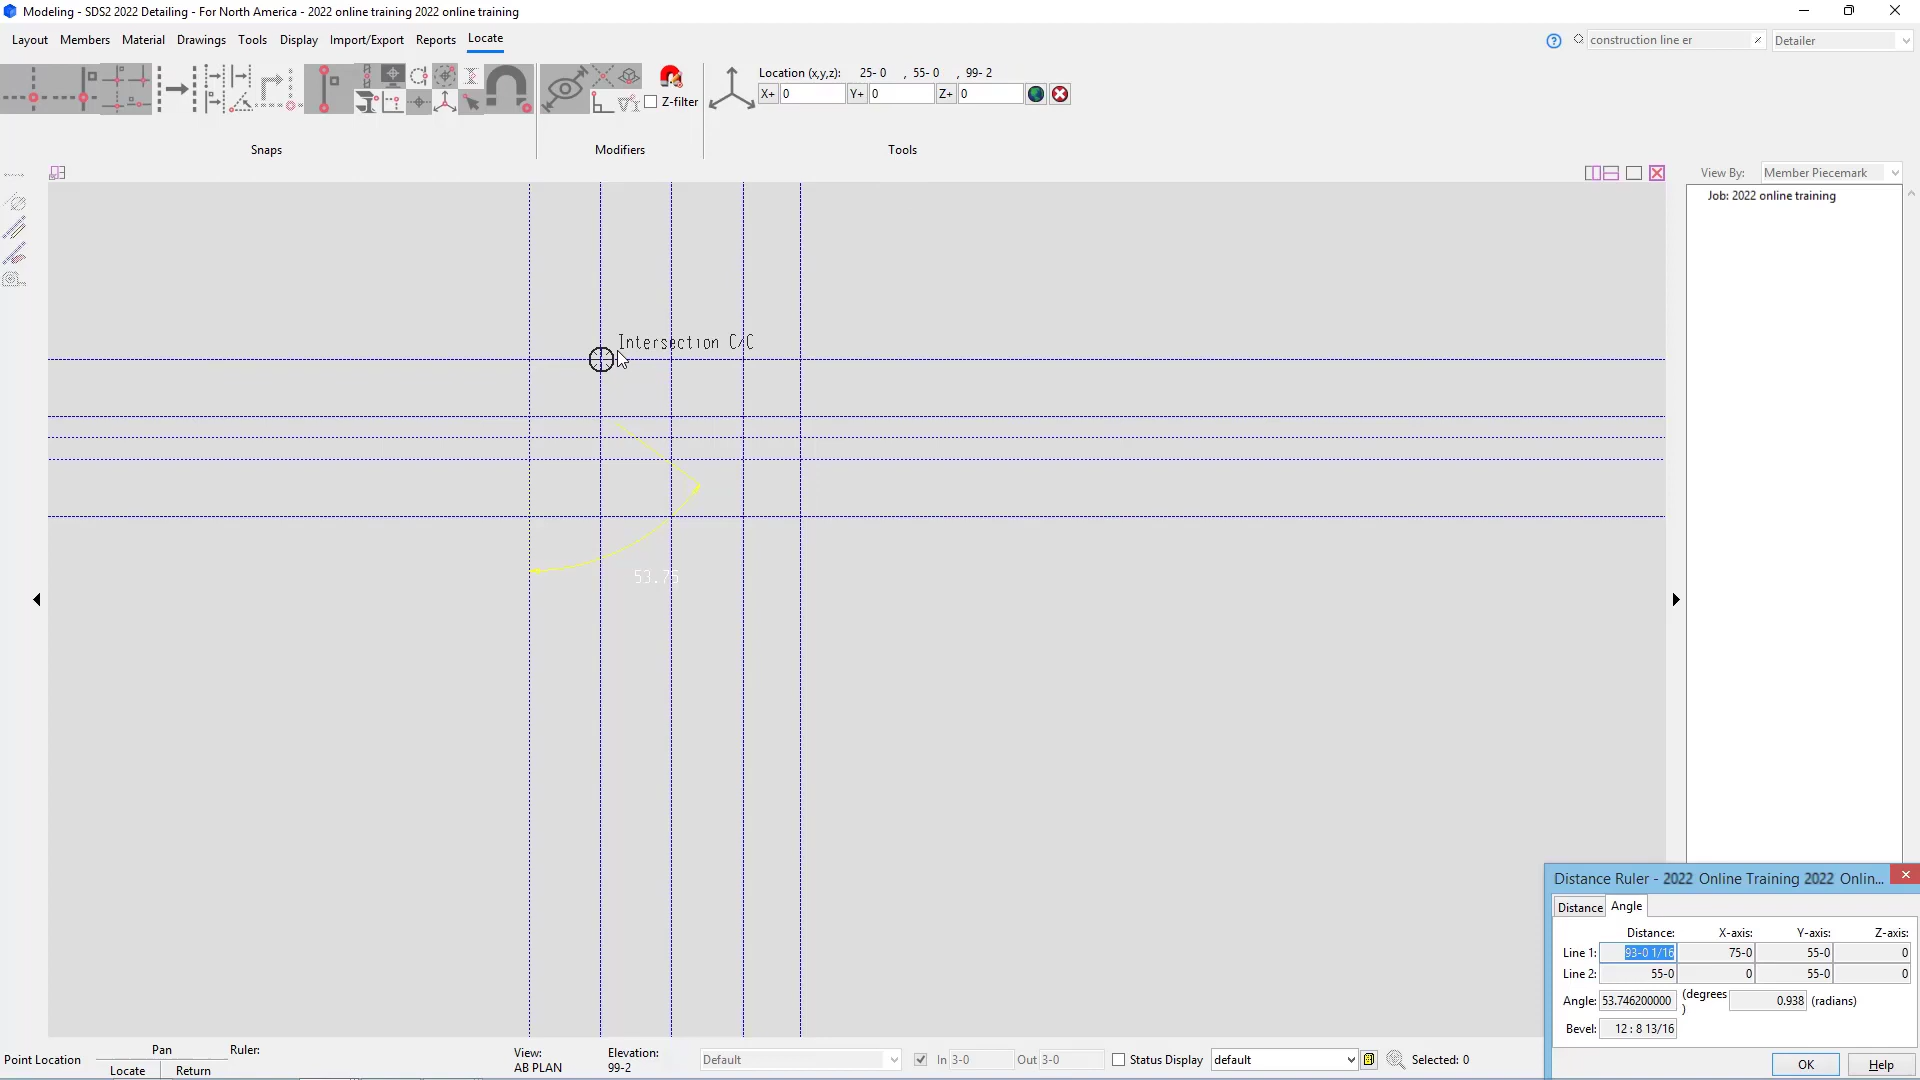 Modeling - SDS2 2022 Detailing - For North America - 2022 online training 2022 online training
Layout Members Material Drawings Tools Display Import/Export Reports Locate
construction line er
Detailer
Location (x,y,z): 25- 0 , 55- 0 , 99- 2
X+ 0 Y+ 0 Z+ 0
Z-filter
Snaps Modifiers Tools
View By: Member Piecemark
Job: 2022 online training
Intersection C/C
53.75
Distance Ruler - 2022 Online Training 2022 Onlin...
Distance Angle
Distance: X-axis: Y-axis: Z-axis:
Line 1: 93-0 1/16 75-0 55-0 0
Line 2: 55-0 0 55-0 0
Angle: 53.746200000 (degrees) 0.938 (radians)
Bevel: 12 : 8 13/16
OK Help
Point Location
Pan
Locate
Return
Ruler:
View:
AB PLAN
Elevation:
99-2
Default
In 3-0 Out 3-0
Status Display default
Selected: 0